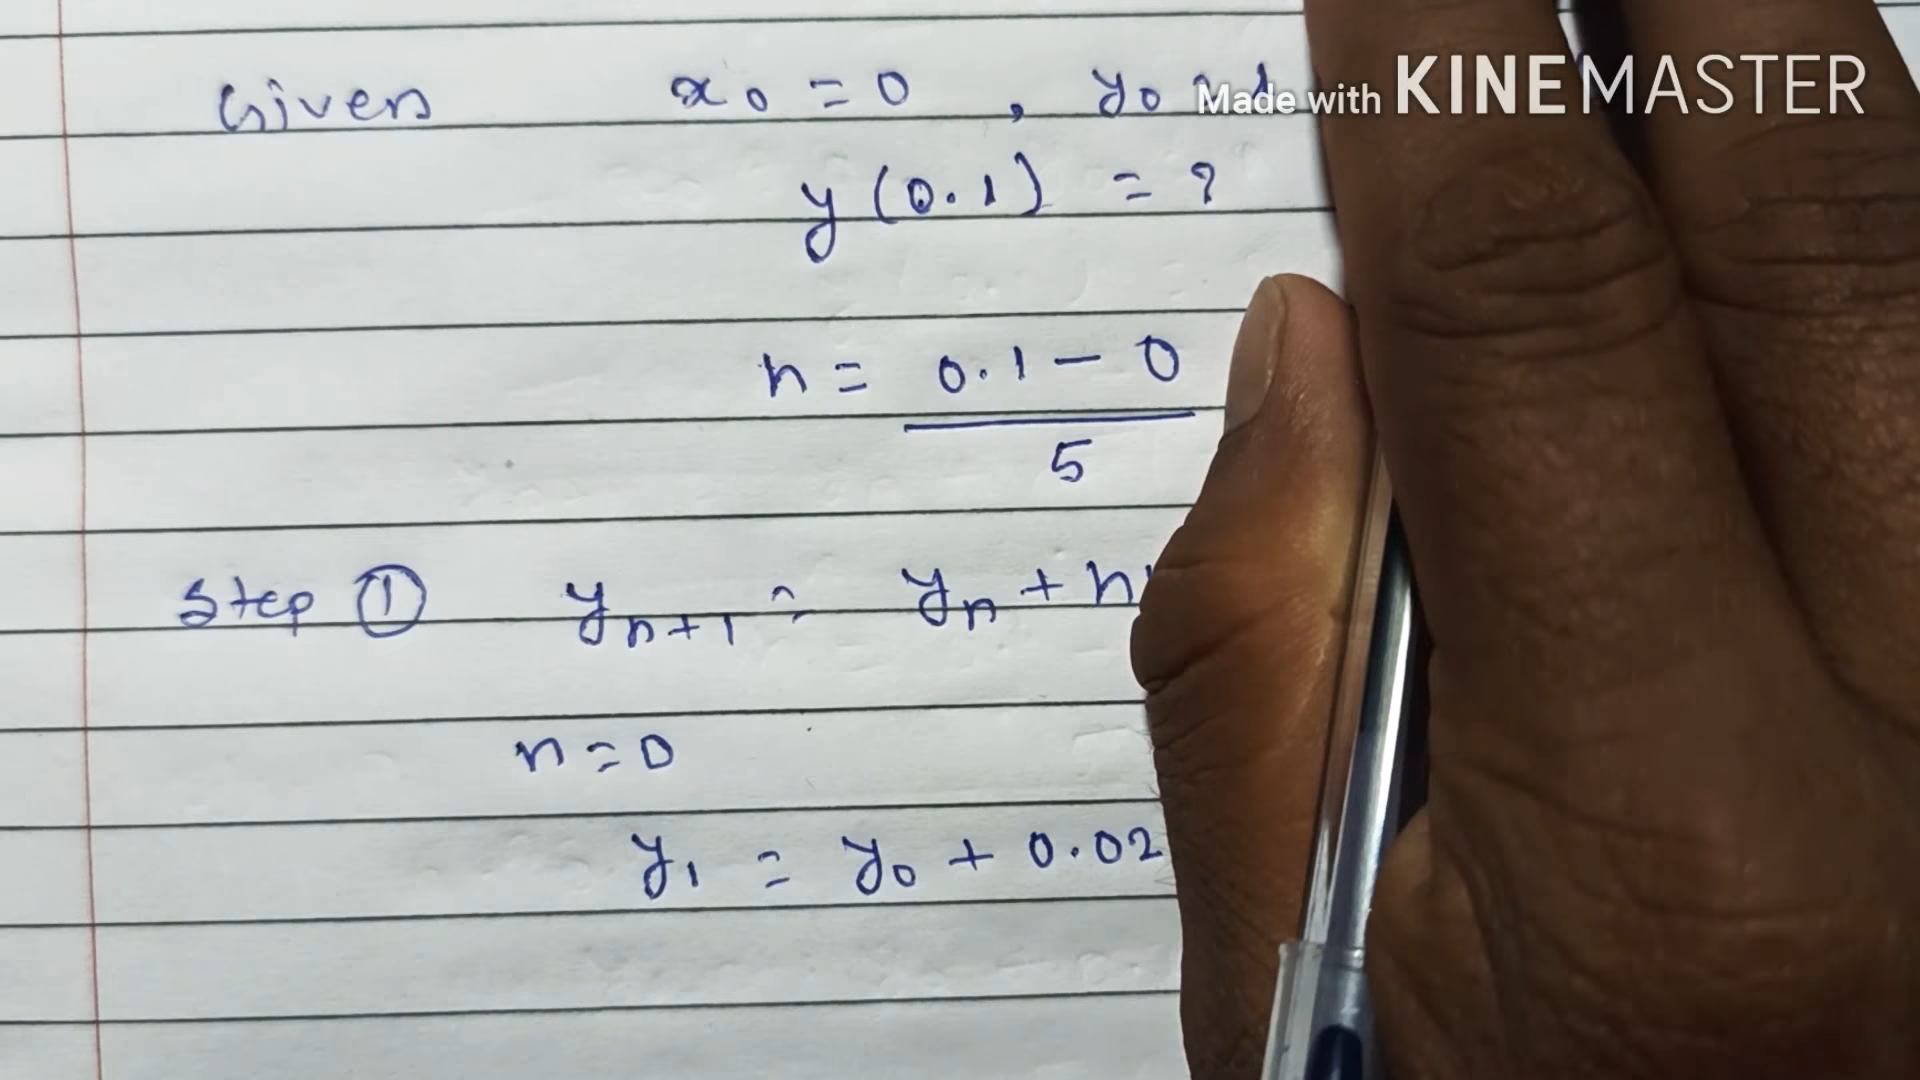 Given x₀ = 0 , y₀
Made with KINEMASTER
y(0.1) = ?
h = 0.1 - 0
5
Step ① yₙ₊₁ = yₙ + h
n = 0
y₁ = y₀ + 0.02